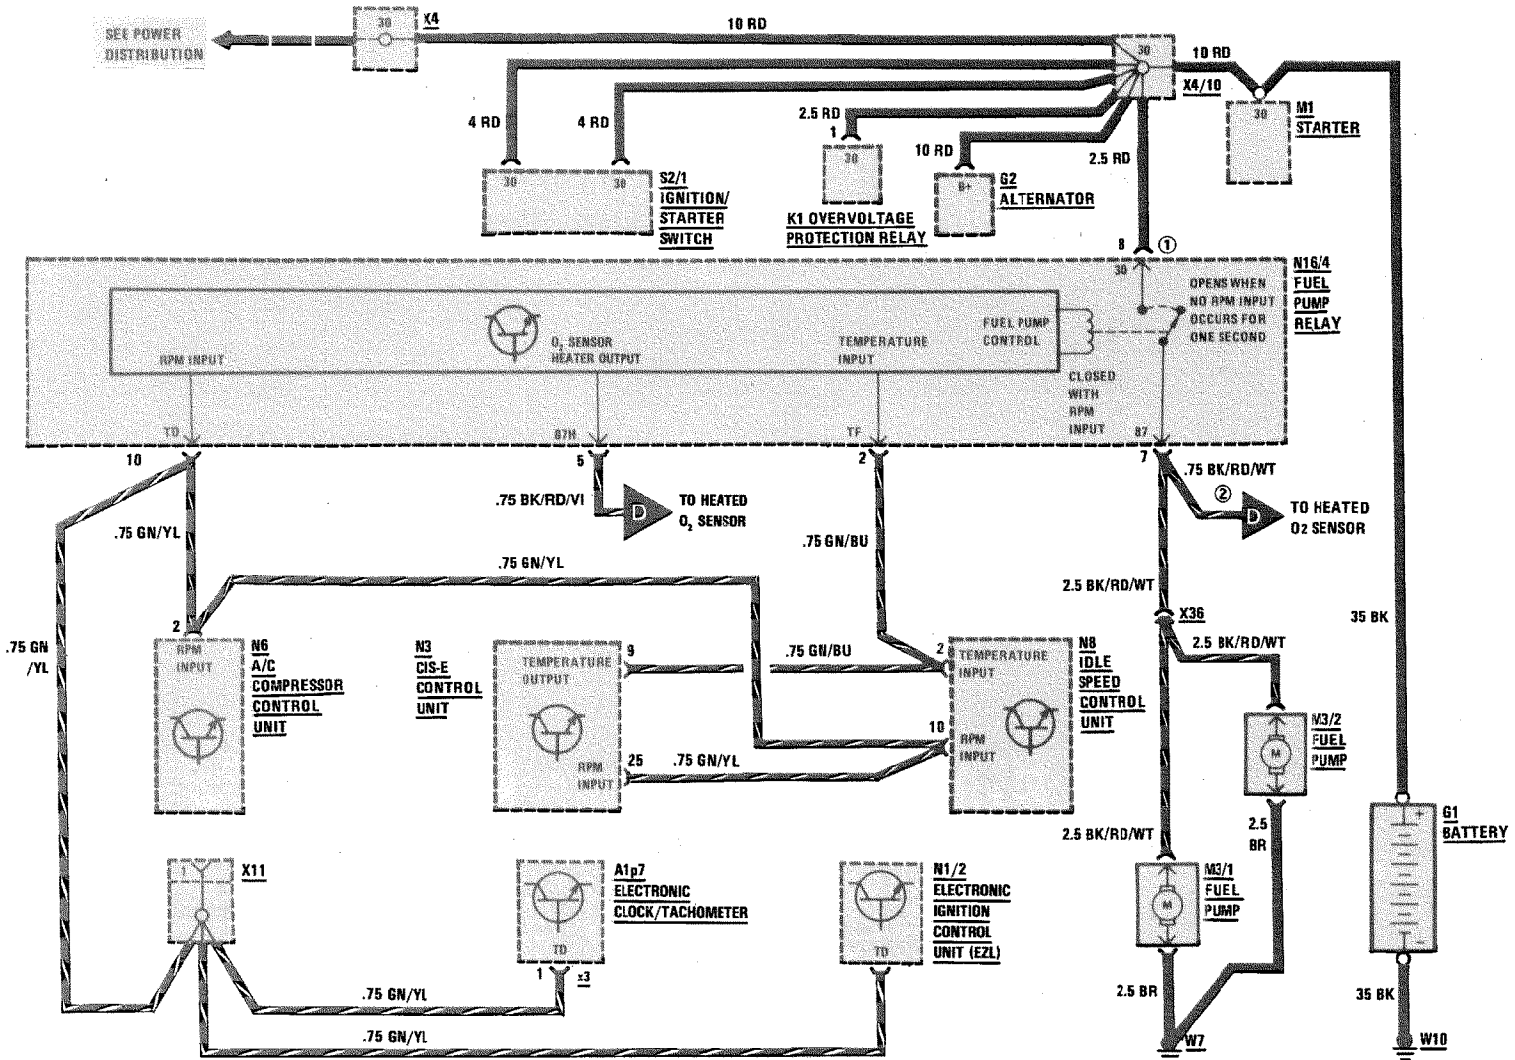 SEE POWER
DISTRIBUTION
30
X4
10 RD
30
X4/10
10 RD
30
M1
STARTER
4 RD
4 RD
2.5 RD
1
30
10 RD
B+
2.5 RD
30
30
S2/1
IGNITION/
STARTER
SWITCH
K1 OVERVOLTAGE
PROTECTION RELAY
G2
ALTERNATOR
8
①
30
N16/4
FUEL
PUMP
RELAY
OPENS WHEN
NO RPM INPUT
OCCURS FOR
ONE SECOND
FUEL PUMP
CONTROL
RPM INPUT
O2 SENSOR
HEATER OUTPUT
TEMPERATURE
INPUT
CLOSED
WITH
RPM
INPUT
TD
87H
TF
87
10
5
2
7
.75 BK/RD/VI
D
TO HEATED
O2 SENSOR
.75 BK/RD/WT
②
D
TO HEATED
O2 SENSOR
.75 GN/YL
.75 GN/YL
.75 GN/BU
2.5 BK/RD/WT
X36
35 BK
.75 GN
/YL
2
RPM
INPUT
N6
A/C
COMPRESSOR
CONTROL
UNIT
N3
CIS-E
CONTROL
UNIT
TEMPERATURE
OUTPUT
9
.75 GN/BU
2
TEMPERATURE
INPUT
N8
IDLE
SPEED
CONTROL
UNIT
2.5 BK/RD/WT
RPM
INPUT
25
.75 GN/YL
10
RPM
INPUT
M
M3/2
FUEL
PUMP
2.5 BK/RD/WT
2.5
BR
+
-
G1
BATTERY
1
X11
A1p7
ELECTRONIC
CLOCK/TACHOMETER
TD
1
x3
N1/2
ELECTRONIC
IGNITION
CONTROL
UNIT (EZL)
TD
M
M3/1
FUEL
PUMP
.75 GN/YL
.75 GN/YL
2.5 BR
W7
35 BK
W10